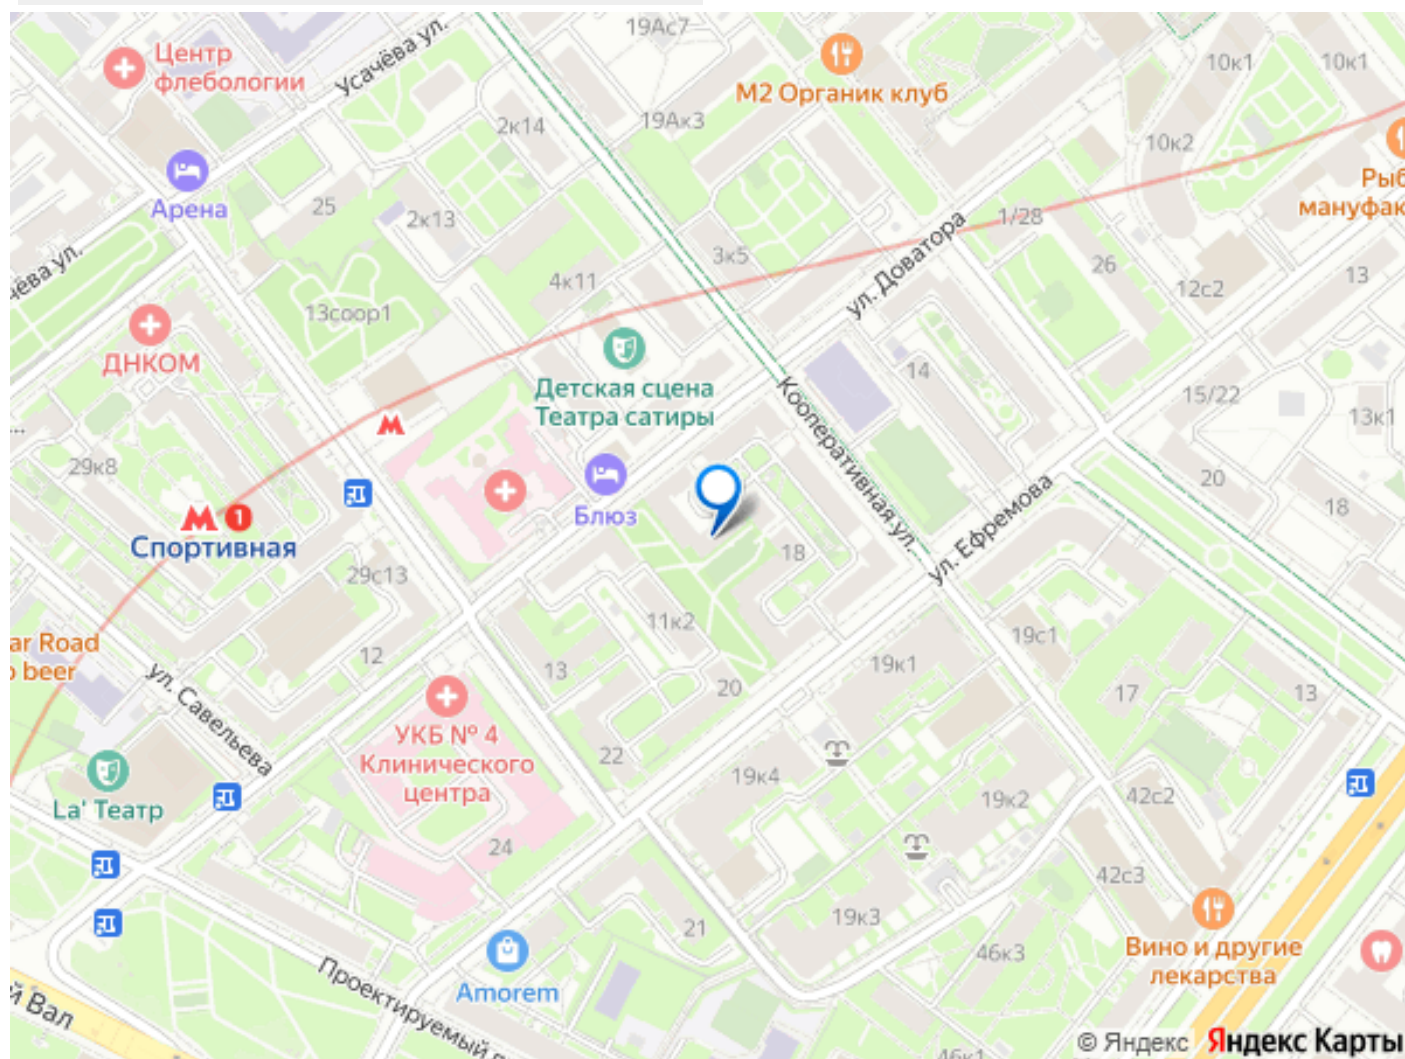 19Ас7
Центр
флебологии
Усачёва ул.
10к1
10к1
М2 Органик клуб
2к14
19Ак3
10к2
Арена
25
2к13
Рыб
мануфак
1/28
3к5
ул. Доватора
чёва ул.
4к11
26
12с2
13
13соор1
ДНКОМ
Детская сцена
Театра сатиры
14
Кооперативная ул.
15/22
13к1
...
29к8
М
Блюз
20
18
М 1
Спортивная
ул. Ефремова
18
29с13
11к2
ar Road
beer
12
13
19к1
19с1
ул. Савельева
20
17
13
УКБ № 4
Клинического
центра
22
19к4
19к2
42с2
La' Театр
24
42с3
19к3
21
46к3
Вино и другие
лекарства
Amorem
Проектируемый п
й Вал
46к1
© Яндекс Яндекс Карты